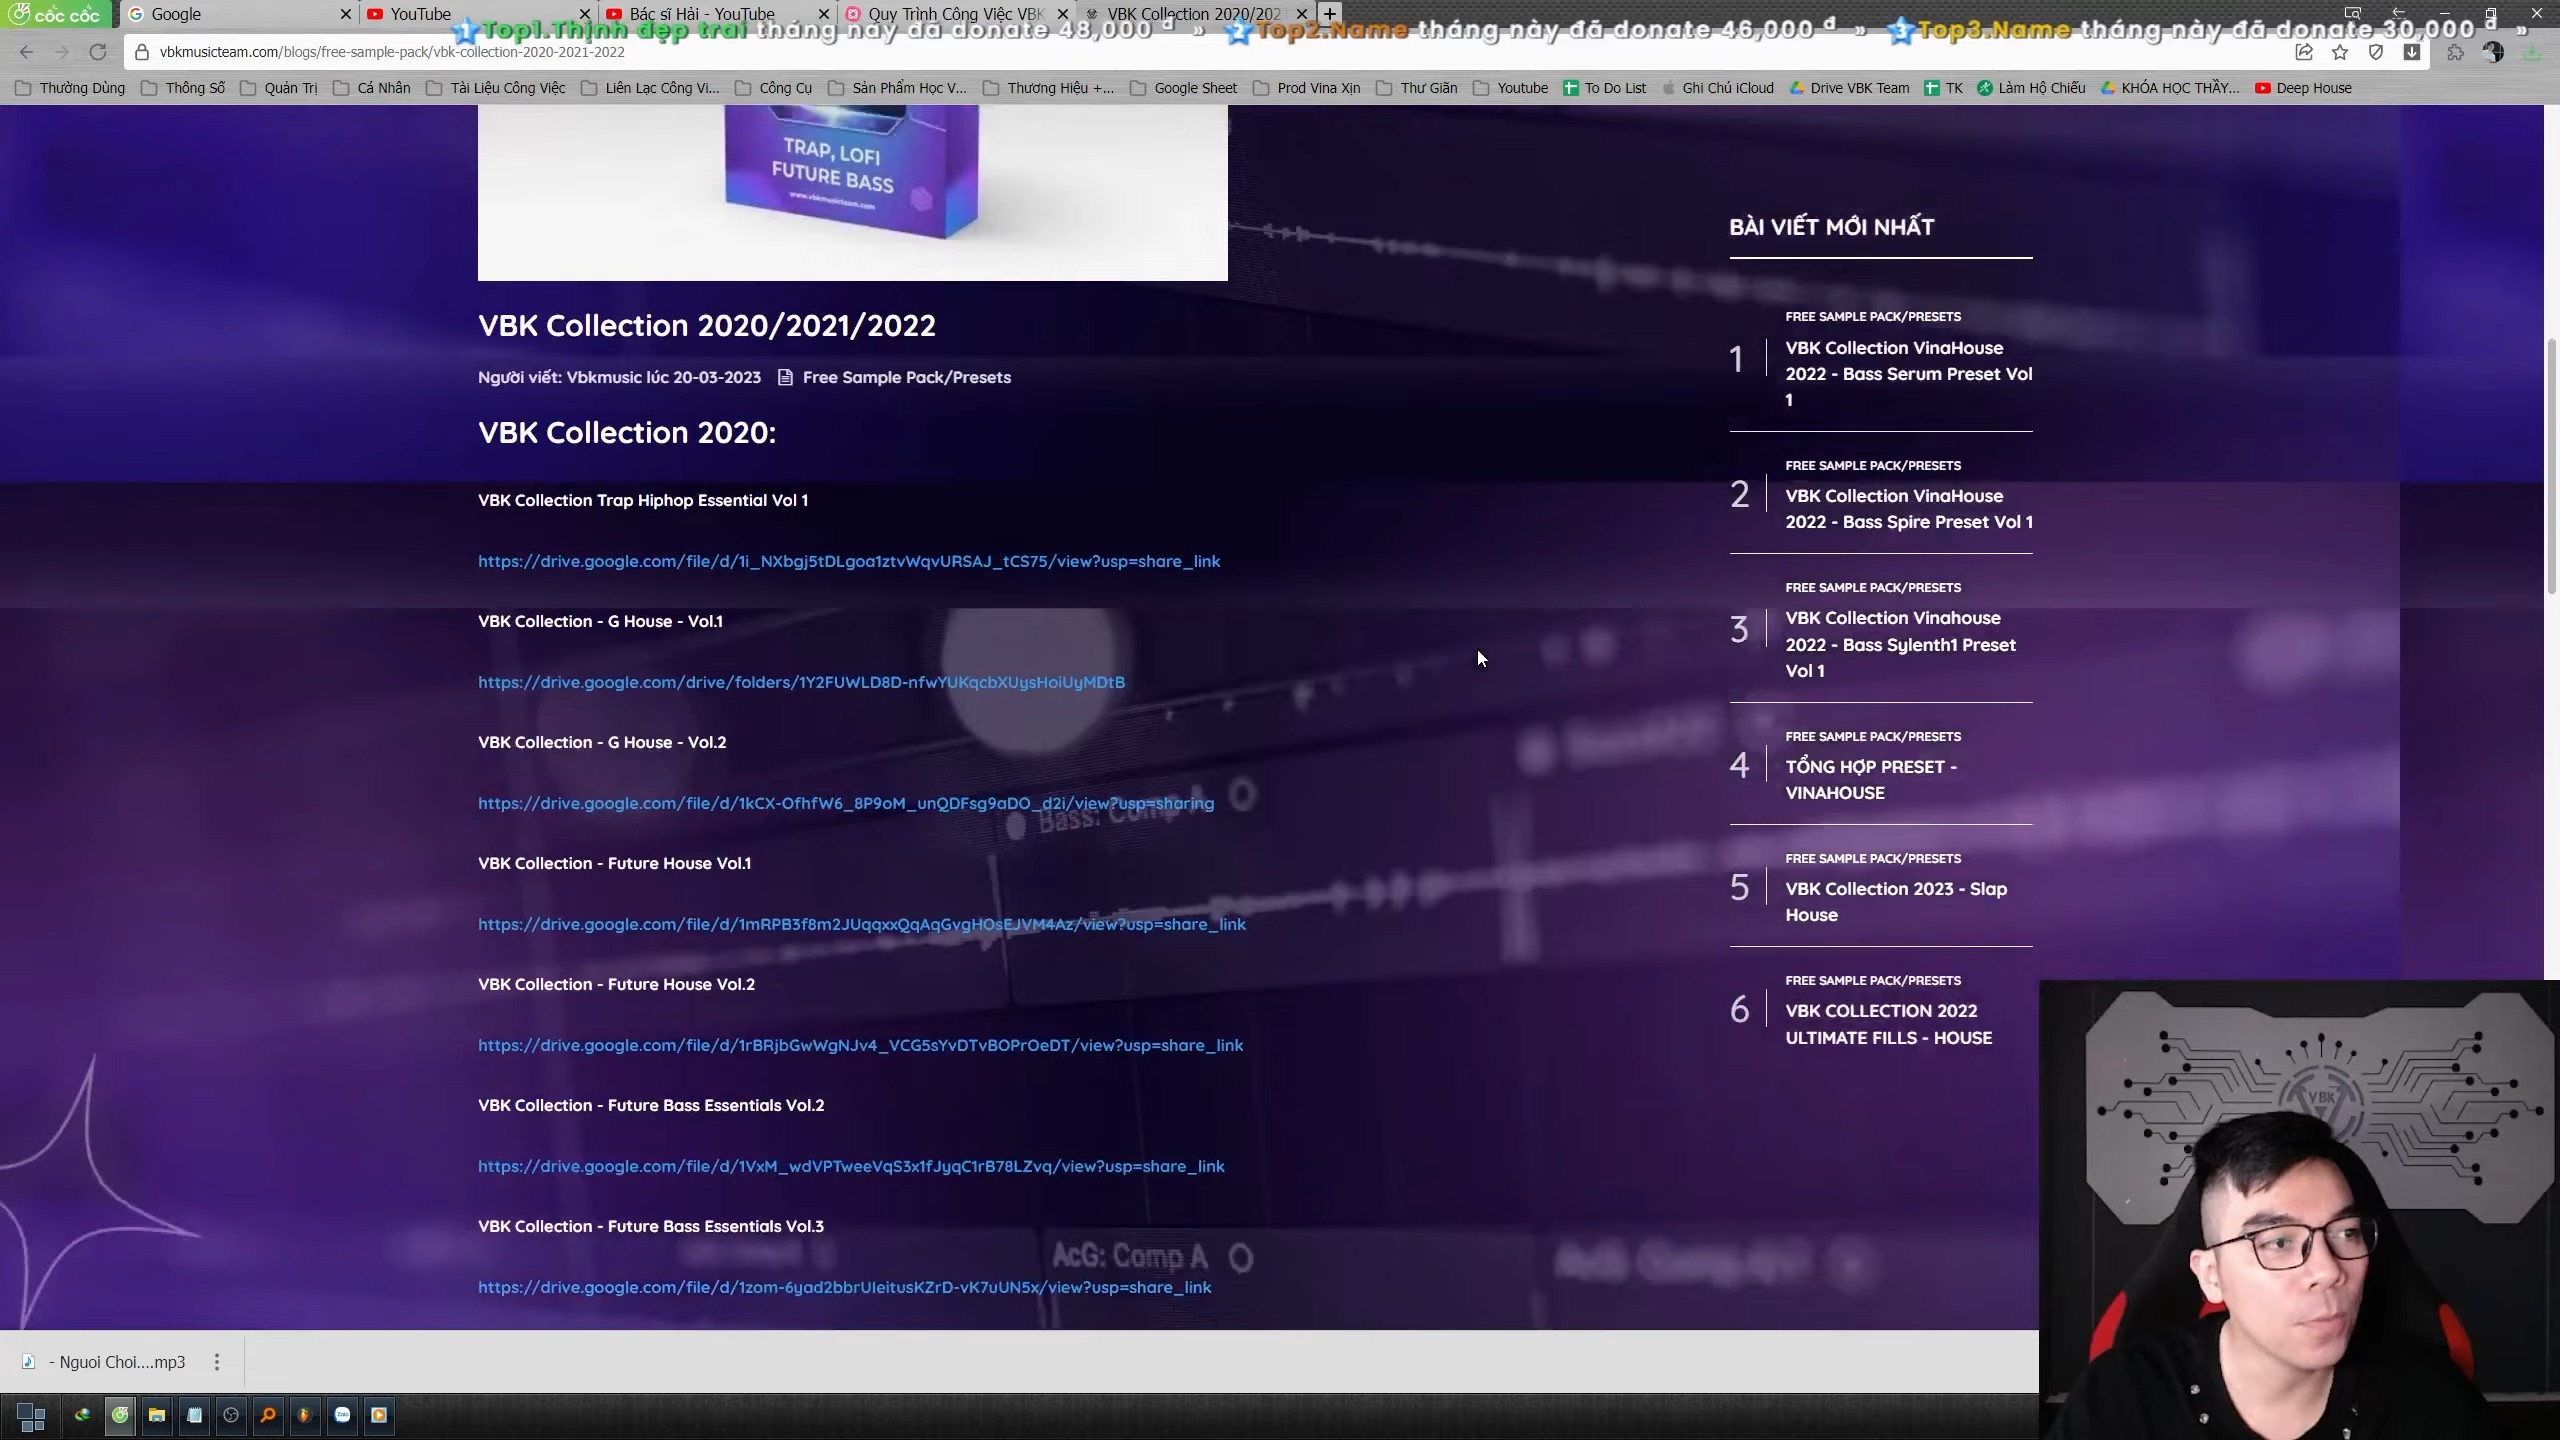 cốc cốc
Google
YouTube
Bác sĩ Hải - YouTube
Quy Trình Công Việc VBK
VBK Collection 2020/202
Top1.Thịnh đẹp trai tháng này đã donate 48,000 đ » Top2.Name tháng này đã donate 46,000 đ » Top3.Name tháng này đã donate 30,000 đ »
vbkmusicteam.com/blogs/free-sample-pack/vbk-collection-2020-2021-2022
Thường Dùng
Thông Số
Quản Trị
Cá Nhân
Tài Liệu Công Việc
Liên Lạc Công Vi...
Công Cụ
Sản Phẩm Học V...
Thương Hiệu +...
Google Sheet
Prod Vina Xịn
Thư Giãn
Youtube
To Do List
Ghi Chú iCloud
Drive VBK Team
TK
Làm Hộ Chiếu
KHÓA HỌC THẦY...
Deep House
TRAP, LOFI
FUTURE BASS
www.vbkmusicteam.com
VBK Collection 2020/2021/2022
Người viết: Vbkmusic lúc 20-03-2023 Free Sample Pack/Presets
VBK Collection 2020:
VBK Collection Trap Hiphop Essential Vol 1
https://drive.google.com/file/d/1i_NXbgj5tDLgoa1ztvWqvURSAJ_tCS75/view?usp=share_link
VBK Collection - G House - Vol.1
https://drive.google.com/drive/folders/1Y2FUWLD8D-nfwYUKqcbXUysHoiUyMDtB
VBK Collection - G House - Vol.2
https://drive.google.com/file/d/1kCX-OfhfW6_8P9oM_unQDFsg9aDO_d2i/view?usp=sharing
Bass: Comp A
VBK Collection - Future House Vol.1
https://drive.google.com/file/d/1mRPB3f8m2JUqqxxQqAqGvgHOsEJVM4Az/view?usp=share_link
VBK Collection - Future House Vol.2
https://drive.google.com/file/d/1rBRjbGwWgNJv4_VCG5sYvDTvBOPrOeDT/view?usp=share_link
VBK Collection - Future Bass Essentials Vol.2
https://drive.google.com/file/d/1VxM_wdVPTweeVqS3x1fJyqC1rB78LZvq/view?usp=share_link
VBK Collection - Future Bass Essentials Vol.3
AcG: Comp A
https://drive.google.com/file/d/1zom-6yad2bbrUIeitusKZrD-vK7uUN5x/view?usp=share_link
BÀI VIẾT MỚI NHẤT
FREE SAMPLE PACK/PRESETS
1
VBK Collection VinaHouse
2022 - Bass Serum Preset Vol
1
FREE SAMPLE PACK/PRESETS
2
VBK Collection VinaHouse
2022 - Bass Spire Preset Vol 1
FREE SAMPLE PACK/PRESETS
3
VBK Collection Vinahouse
2022 - Bass Sylenth1 Preset
Vol 1
FREE SAMPLE PACK/PRESETS
4
TỔNG HỢP PRESET -
VINAHOUSE
FREE SAMPLE PACK/PRESETS
5
VBK Collection 2023 - Slap
House
FREE SAMPLE PACK/PRESETS
6
VBK COLLECTION 2022
ULTIMATE FILLS - HOUSE
VBK
- Nguoi Choi....mp3
Zalo